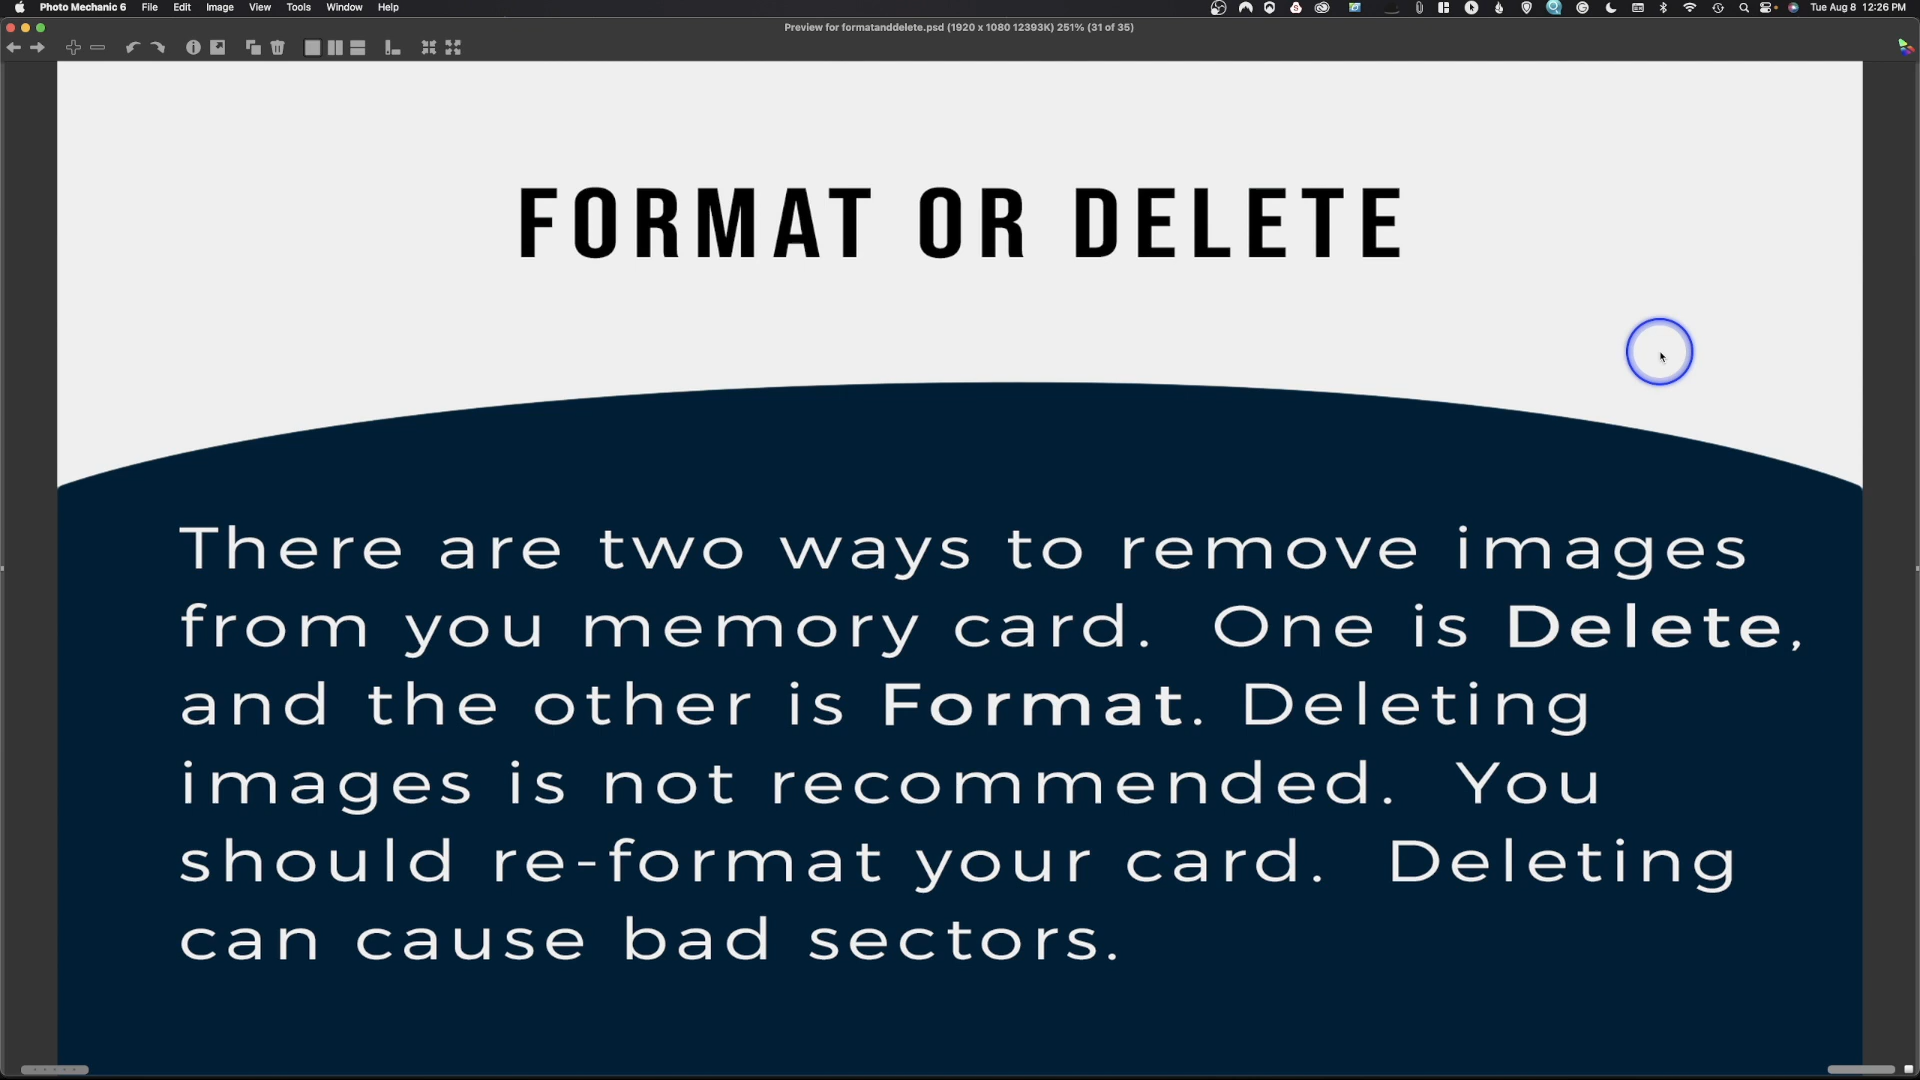 Photo Mechanic 6 File Edit Image View Tools Window Help Tue Aug 8 12:26 PM
Preview for formatanddelete.psd (1920 x 1080 12393K) 251% (31 of 35)
FORMAT OR DELETE
There are two ways to remove images
from you memory card. One is Delete,
and the other is Format. Deleting
images is not recommended. You
should re-format your card. Deleting
can cause bad sectors.